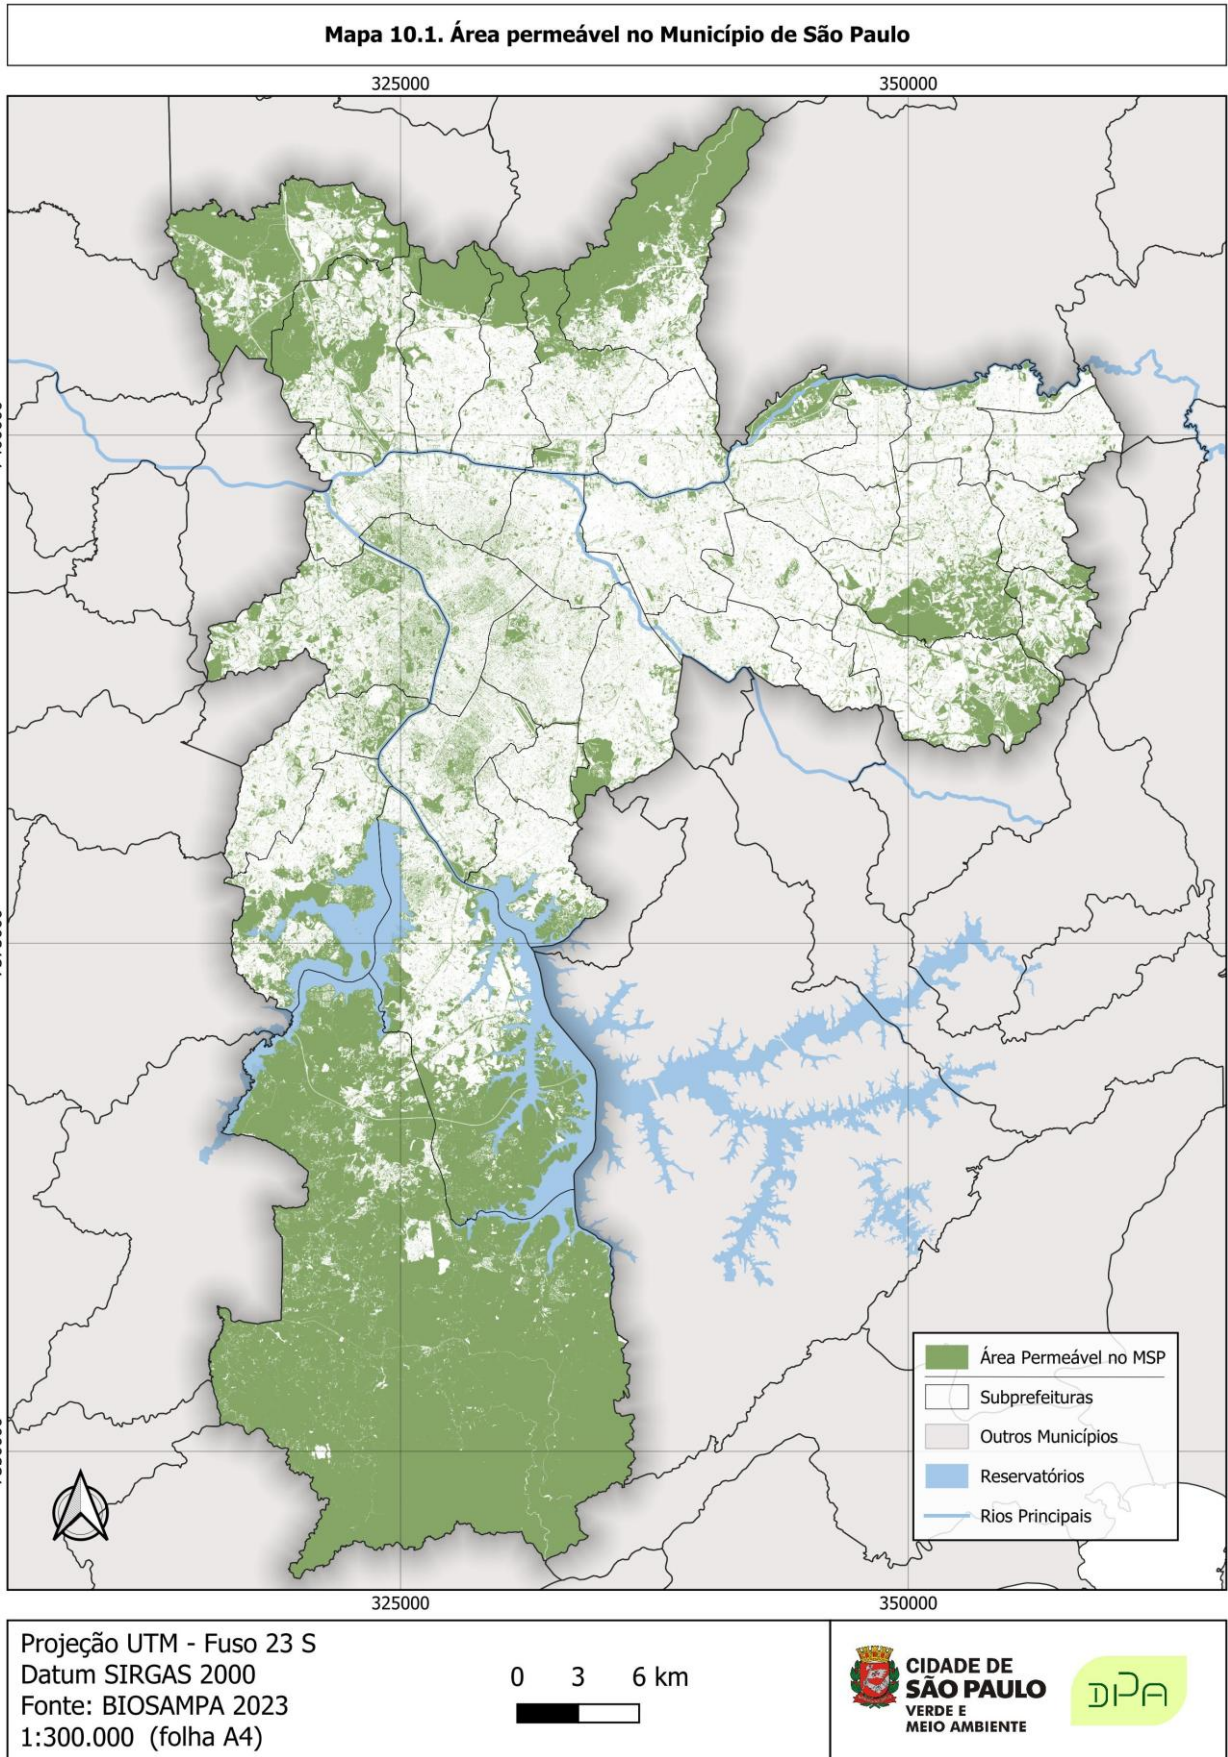 Mapa 10.1. Área permeável no Município de São Paulo
325000
350000
Área Permeável no MSP
Subprefeituras
Outros Municípios
Reservatórios
Rios Principais
325000
350000
Projeção UTM - Fuso 23 S
Datum SIRGAS 2000
Fonte: BIOSAMPA 2023
1:300.000 (folha A4)
0 3 6 km
CIDADE DE
SÃO PAULO
VERDE E
MEIO AMBIENTE
DPA